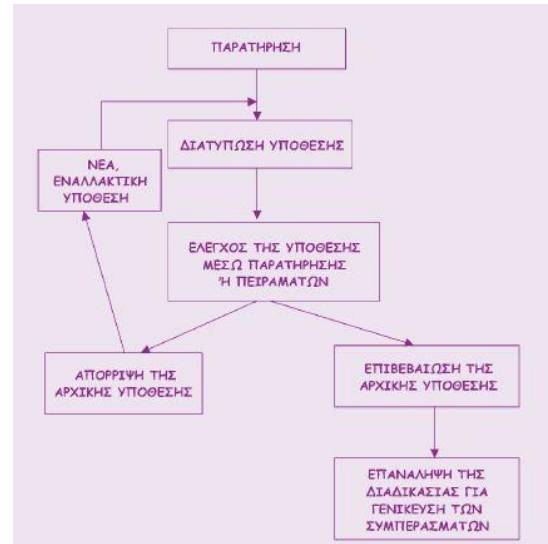 ΠΑΡΑΤΗΡΗΣΗ
ΔΙΑΤΥΠΩΣΗ ΥΠΟΘΕΣΗΣ
ΝΕΑ,
ΕΝΑΛΛΑΚΤΙΚΗ
ΥΠΟΘΕΣΗ
ΕΛΕΓΧΟΣ ΤΗΣ ΥΠΟΘΕΣΗΣ
ΜΕΣΩ ΠΑΡΑΤΗΡΗΣΗΣ
Ή ΠΕΙΡΑΜΑΤΩΝ
ΑΠΟΡΡΙΨΗ ΤΗΣ
ΑΡΧΙΚΗΣ ΥΠΟΘΕΣΗΣ
ΕΠΙΒΕΒΑΙΩΣΗ ΤΗΣ
ΑΡΧΙΚΗΣ ΥΠΟΘΕΣΗΣ
ΕΠΑΝΑΛΗΨΗ ΤΗΣ
ΔΙΑΔΙΚΑΣΙΑΣ ΓΙΑ
ΓΕΝΙΚΕΥΣΗ ΤΩΝ
ΣΥΜΠΕΡΑΣΜΑΤΩΝ